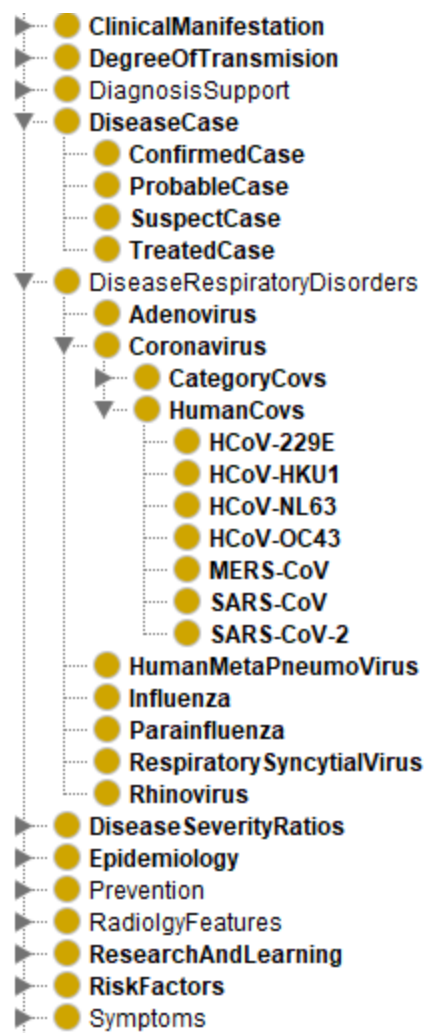 ClinicalManifestation
DegreeOfTransmision
DiagnosisSupport
DiseaseCase
ConfirmedCase
ProbableCase
SuspectCase
TreatedCase
DiseaseRespiratoryDisorders
Adenovirus
Coronavirus
CategoryCovs
HumanCovs
HCoV-229E
HCoV-HKU1
HCoV-NL63
HCoV-OC43
MERS-CoV
SARS-CoV
SARS-CoV-2
HumanMetaPneumoVirus
Influenza
Parainfluenza
RespiratorySyncytialVirus
Rhinovirus
DiseaseSeverityRatios
Epidemiology
Prevention
RadiolgyFeatures
ResearchAndLearning
RiskFactors
Symptoms